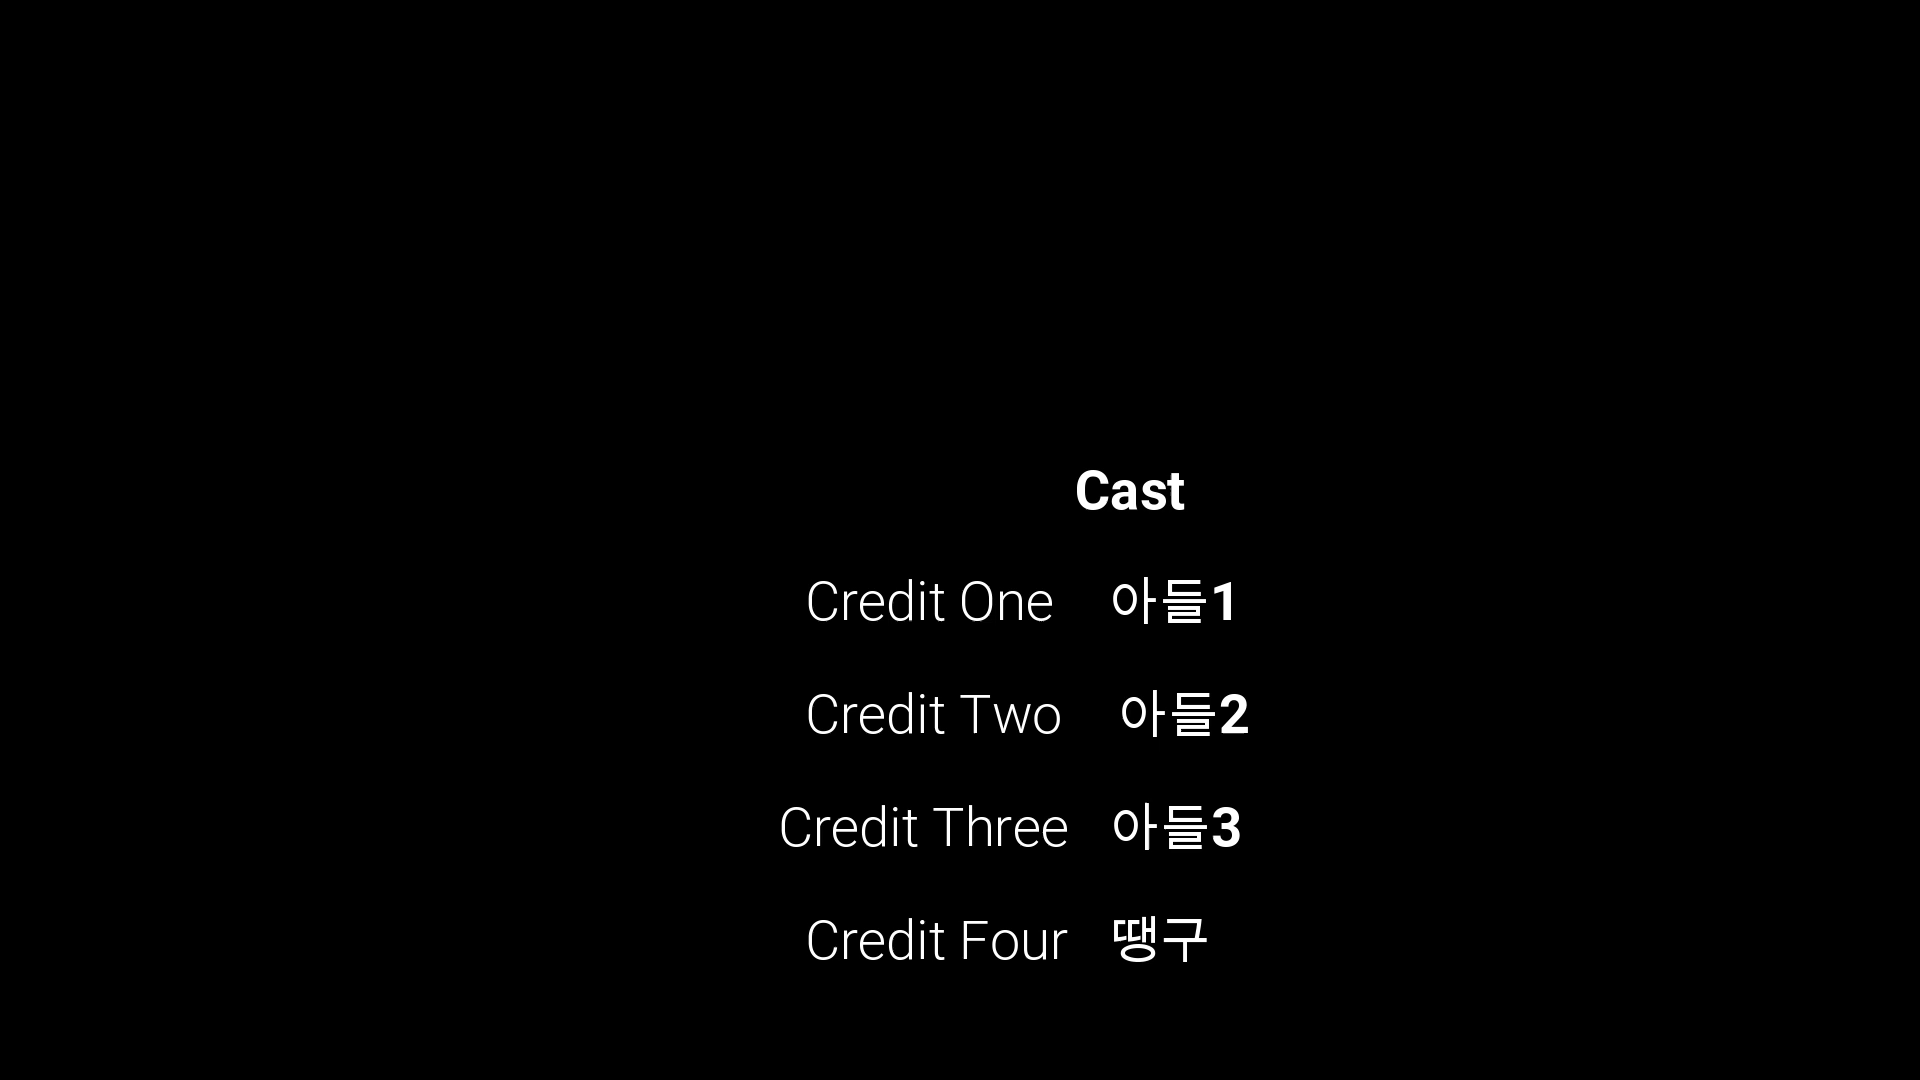 Cast
Credit One 아들1
Credit Two 아들2
Credit Three 아들3
Credit Four 땡구